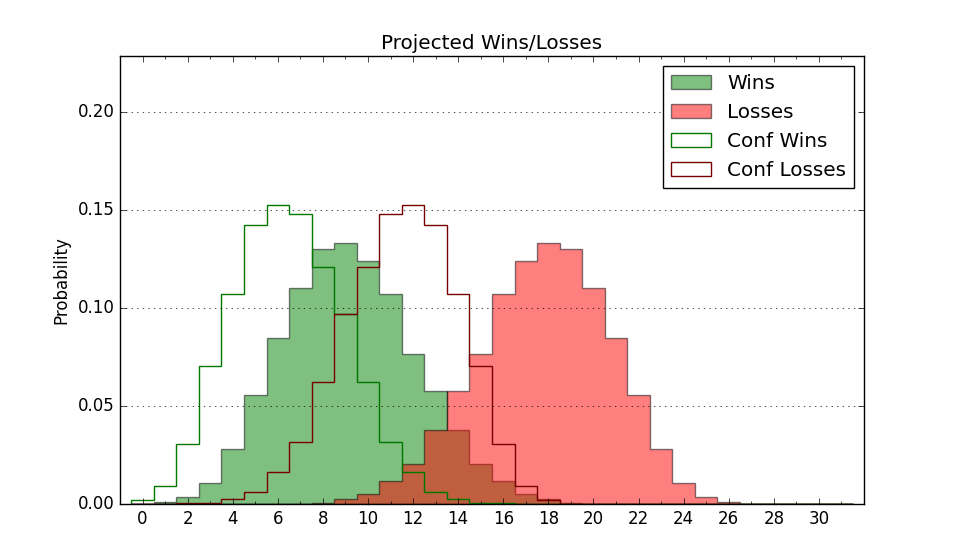 Projected Wins/Losses
Wins
Losses
Conf Wins
Conf Losses
Probability
0.20
0.15
0.10
0.05
0.00
0 2 4 6 8 10 12 14 16 18 20 22 24 26 28 30